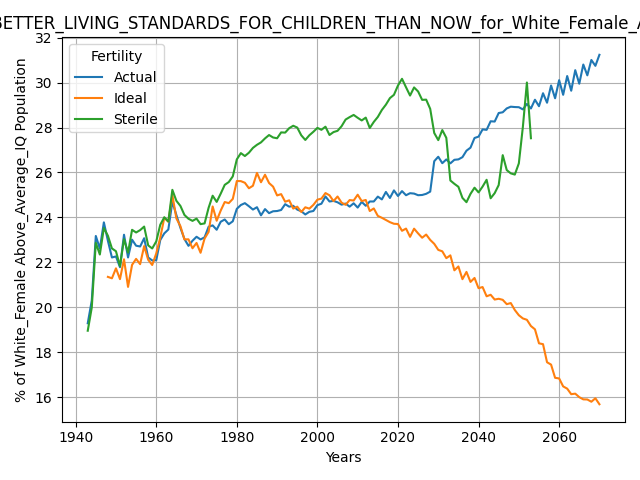 BETTER_LIVING_STANDARDS_FOR_CHILDREN_THAN_NOW_for_White_Female_A
% of White_Female Above_Average_IQ Population
32
30
28
26
24
22
20
18
16
Fertility
Actual
Ideal
Sterile
1940 1960 1980 2000 2020 2040 2060
Years